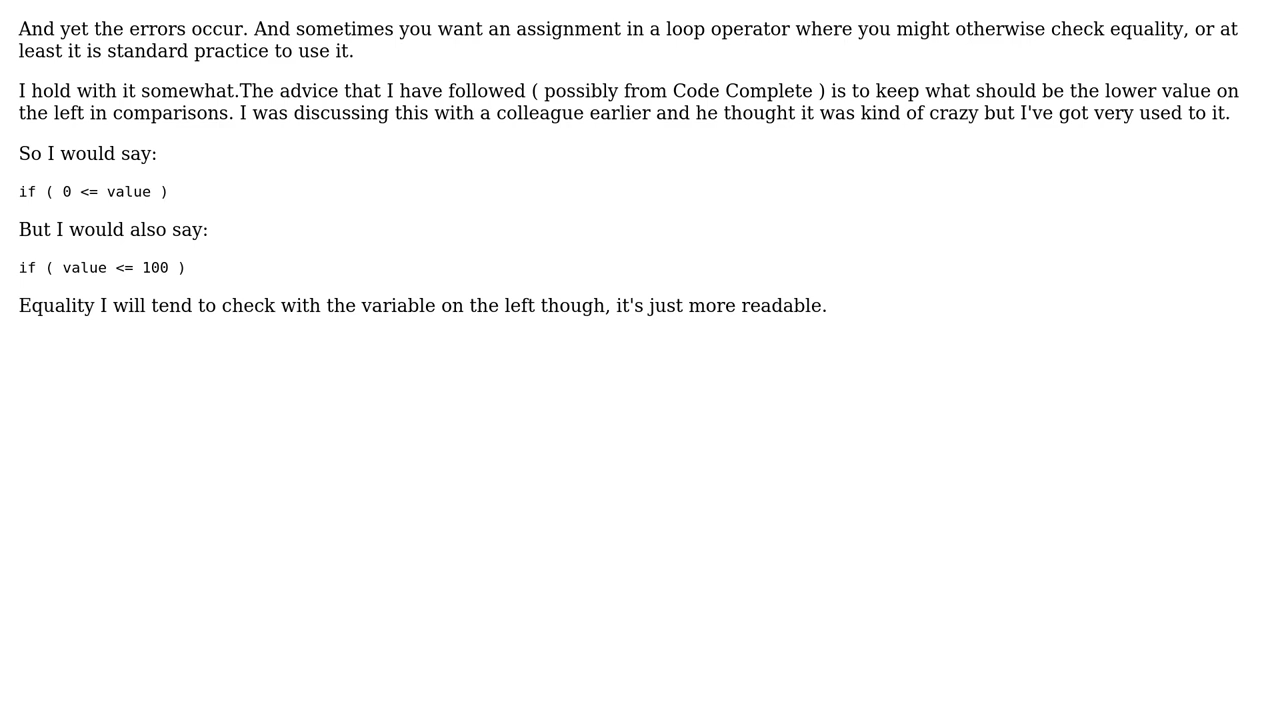 And yet the errors occur. And sometimes you want an assignment in a loop operator where you might otherwise check equality, or at
least it is standard practice to use it.
I hold with it somewhat.The advice that I have followed ( possibly from Code Complete ) is to keep what should be the lower value on
the left in comparisons. I was discussing this with a colleague earlier and he thought it was kind of crazy but I've got very used to it.
So I would say:
if ( 0 <= value )
But I would also say:
if ( value <= 100 )
Equality I will tend to check with the variable on the left though, it's just more readable.